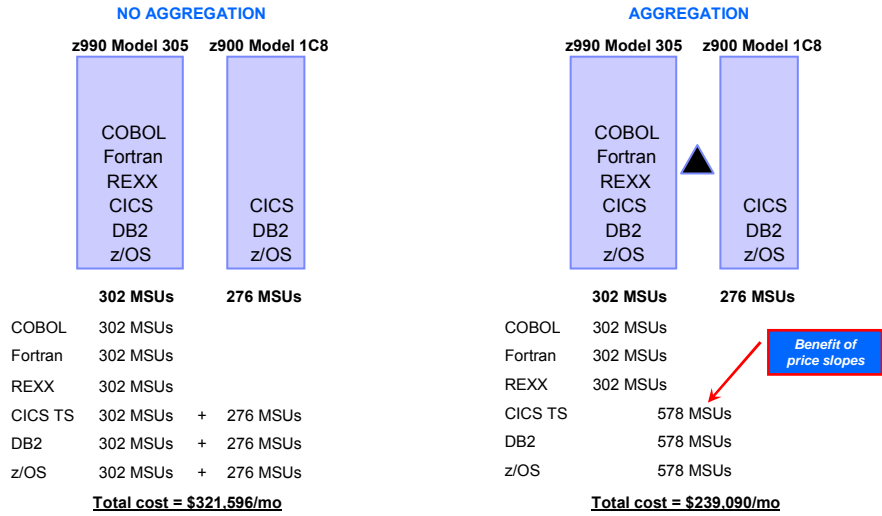 NO AGGREGATION
z990 Model 305 z900 Model 1C8
COBOL
Fortran
REXX
CICS CICS
DB2 DB2
z/OS z/OS
302 MSUs 276 MSUs
COBOL 302 MSUs
Fortran 302 MSUs
REXX 302 MSUs
CICS TS 302 MSUs + 276 MSUs
DB2 302 MSUs + 276 MSUs
z/OS 302 MSUs + 276 MSUs
Total cost = $321,596/mo
AGGREGATION
z990 Model 305 z900 Model 1C8
COBOL
Fortran
REXX
CICS CICS
DB2 DB2
z/OS z/OS
302 MSUs 276 MSUs
COBOL 302 MSUs
Fortran 302 MSUs
REXX 302 MSUs
Benefit of
price slopes
CICS TS 578 MSUs
DB2 578 MSUs
z/OS 578 MSUs
Total cost = $239,090/mo